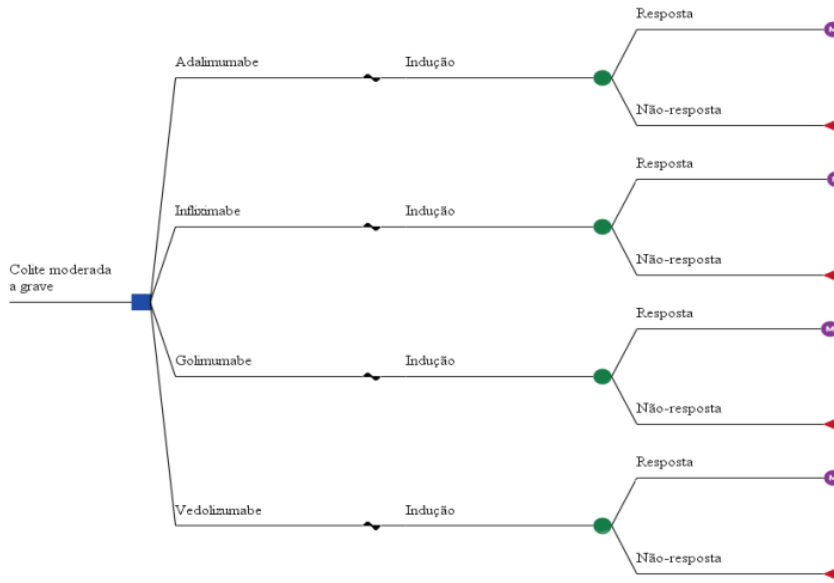 Resposta
Adalimumabe
Indução
M
Não-resposta
Resposta
Infliximabe
Indução
Não-resposta
Colite moderada
a grave
Resposta
M
Golimumabe
Indução
Não-resposta
Resposta
M
Vedolizumabe
Indução
Não-resposta